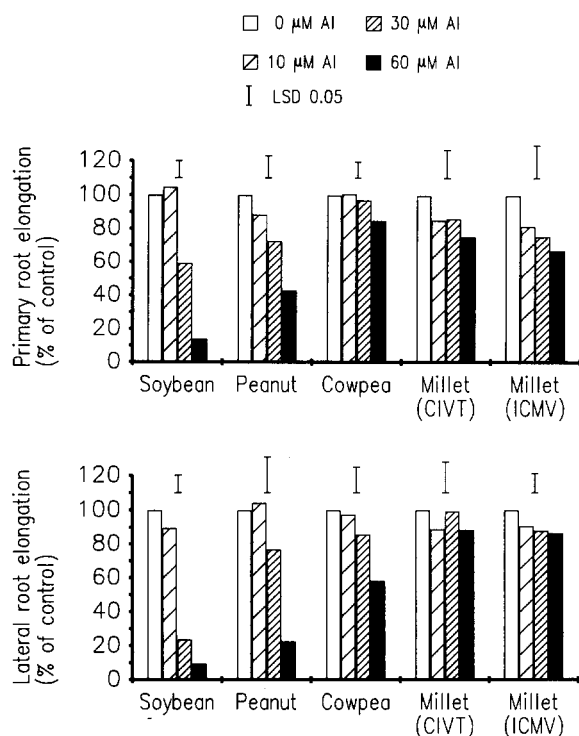 0 μM Al
30 μM Al
10 μM Al
60 μM Al
LSD 0.05
Primary root elongation
(% of control)
120
100
80
60
40
20
0
Soybean
Peanut
Cowpea
Millet
(CIVT)
Millet
(ICMV)
Lateral root elongation
(% of control)
120
100
80
60
40
20
0
Soybean
Peanut
Cowpea
Millet
(CIVT)
Millet
(ICMV)